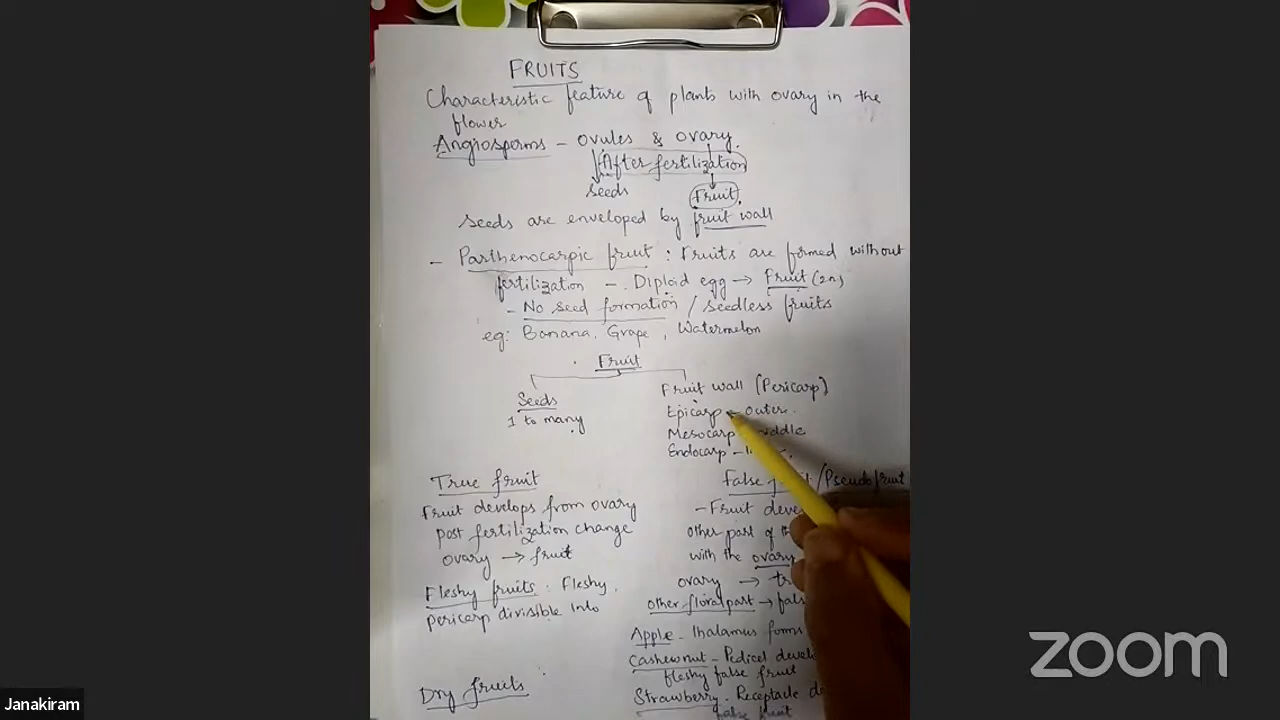 FRUITS
Characteristic feature of plants with ovary in the
flower
Angiosperms - ovules & ovary.
After fertilization
seeds Fruit
seeds are enveloped by fruit wall
- Parthenocarpic fruit : Fruits are formed without
fertilization - Diploid egg → Fruit (2n)
- No seed formation / seedless fruits
eg: Banana, Grape, Watermelon
Fruit
Seeds
1 to many
Fruit wall (Pericarp)
Epicarp - outer
Mesocarp
Endocarp -
True fruit
Fruit develops from ovary
post fertilization change
ovary → fruit
Fleshy fruits : Fleshy
pericarp divisible into
Dry fruits
/Pseudofruit
- Fruit
other part of
with the ovary
ovary →
other floral part →
Apple - Thalamus forms
Cashewnut - Pedicel
fleshy false fruit
Strawberry - Receptacle
false fruit
zoom
Janakiram